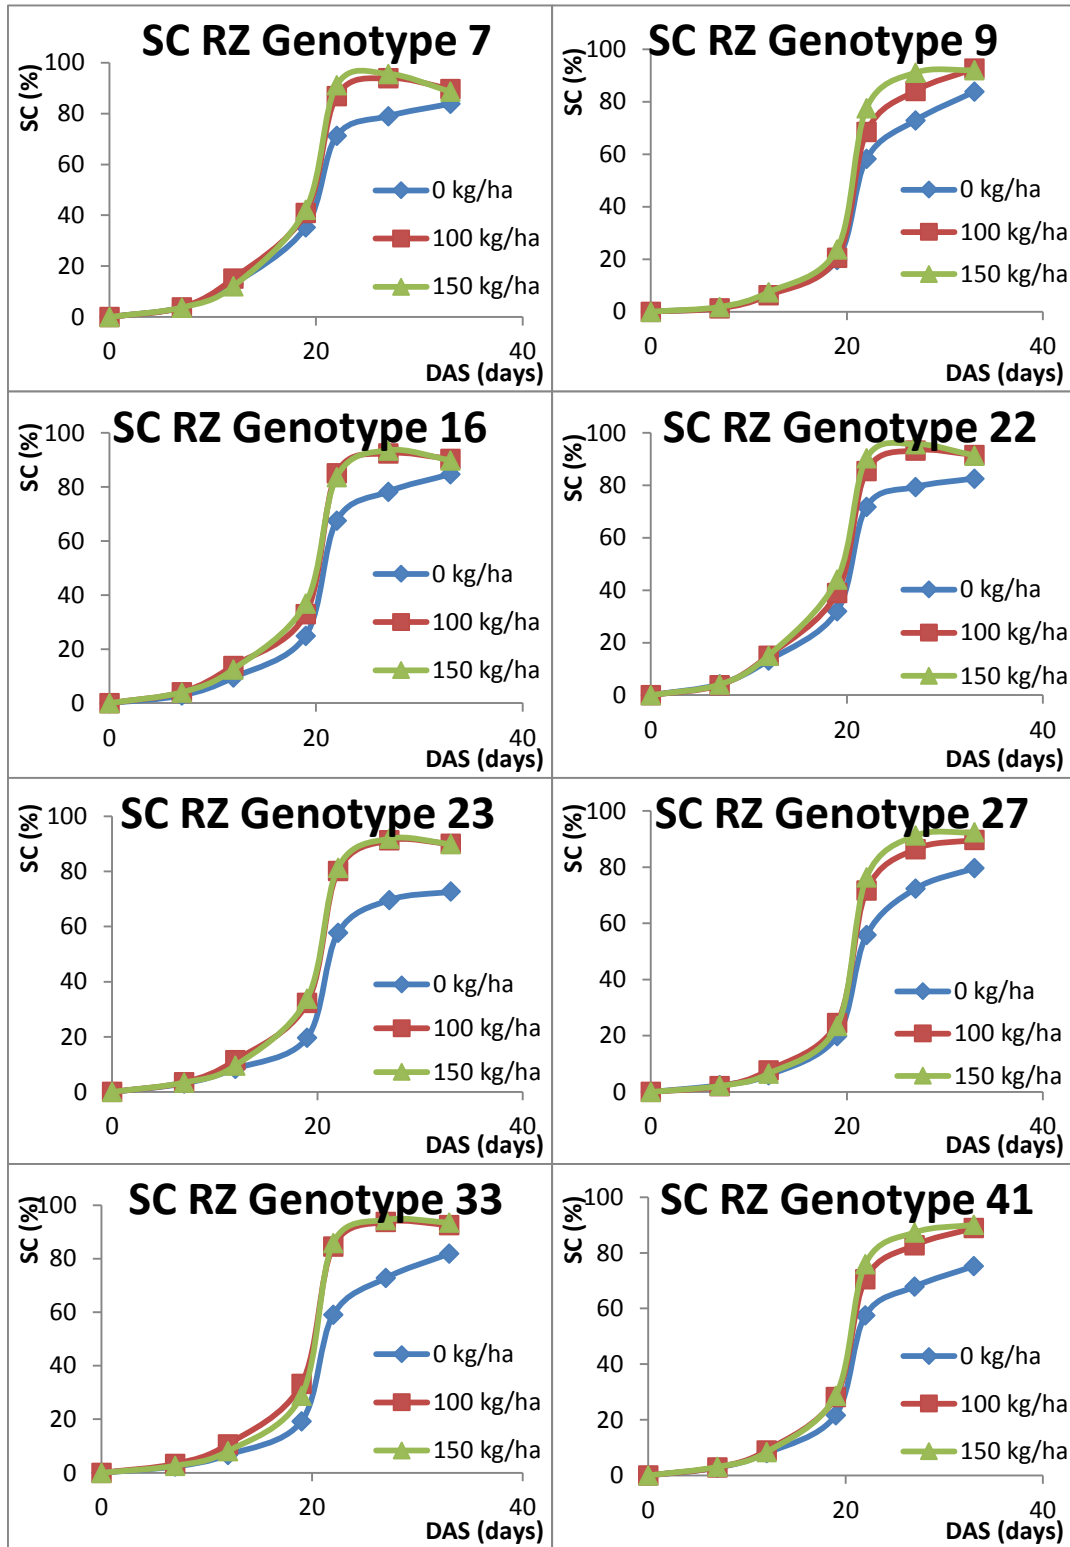 SC RZ Genotype 7
SC (%)
100
80
60
40
20
0
0 kg/ha
100 kg/ha
150 kg/ha
0 20 40
DAS (days)
SC RZ Genotype 9
SC (%)
100
80
60
40
20
0
0 kg/ha
100 kg/ha
150 kg/ha
0 20 40
DAS (days)
SC RZ Genotype 16
SC (%)
100
80
60
40
20
0
0 kg/ha
100 kg/ha
150 kg/ha
0 20 40
DAS (days)
SC RZ Genotype 22
SC (%)
100
80
60
40
20
0
0 kg/ha
100 kg/ha
150 kg/ha
0 20 40
DAS (days)
SC RZ Genotype 23
SC (%)
100
80
60
40
20
0
0 kg/ha
100 kg/ha
150 kg/ha
0 20 40
DAS (days)
SC RZ Genotype 27
SC (%)
100
80
60
40
20
0
0 kg/ha
100 kg/ha
150 kg/ha
0 20 40
DAS (days)
SC RZ Genotype 33
SC (%)
100
80
60
40
20
0
0 kg/ha
100 kg/ha
150 kg/ha
0 20 40
DAS (days)
SC RZ Genotype 41
SC (%)
100
80
60
40
20
0
0 kg/ha
100 kg/ha
150 kg/ha
0 20 40
DAS (days)